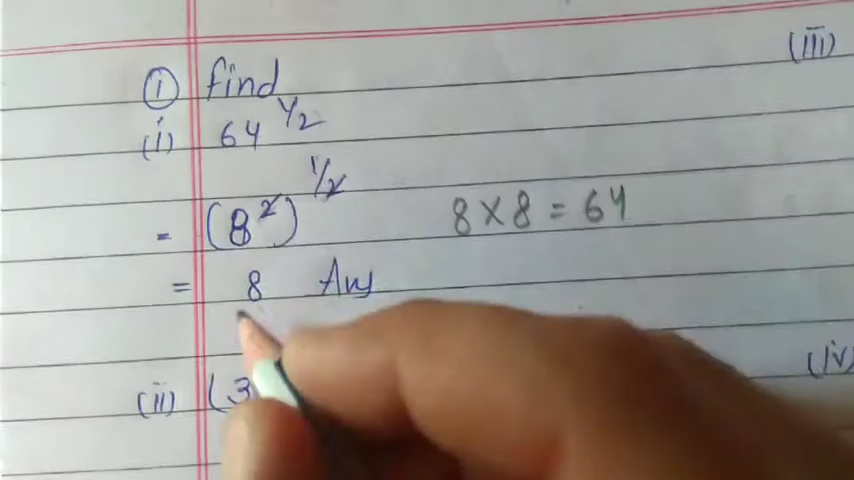 ① find
(i) 64^1/2
= (8^2)^1/2
8 × 8 = 64
= 8 Ans
(ii) (3
(iii)
(iv)